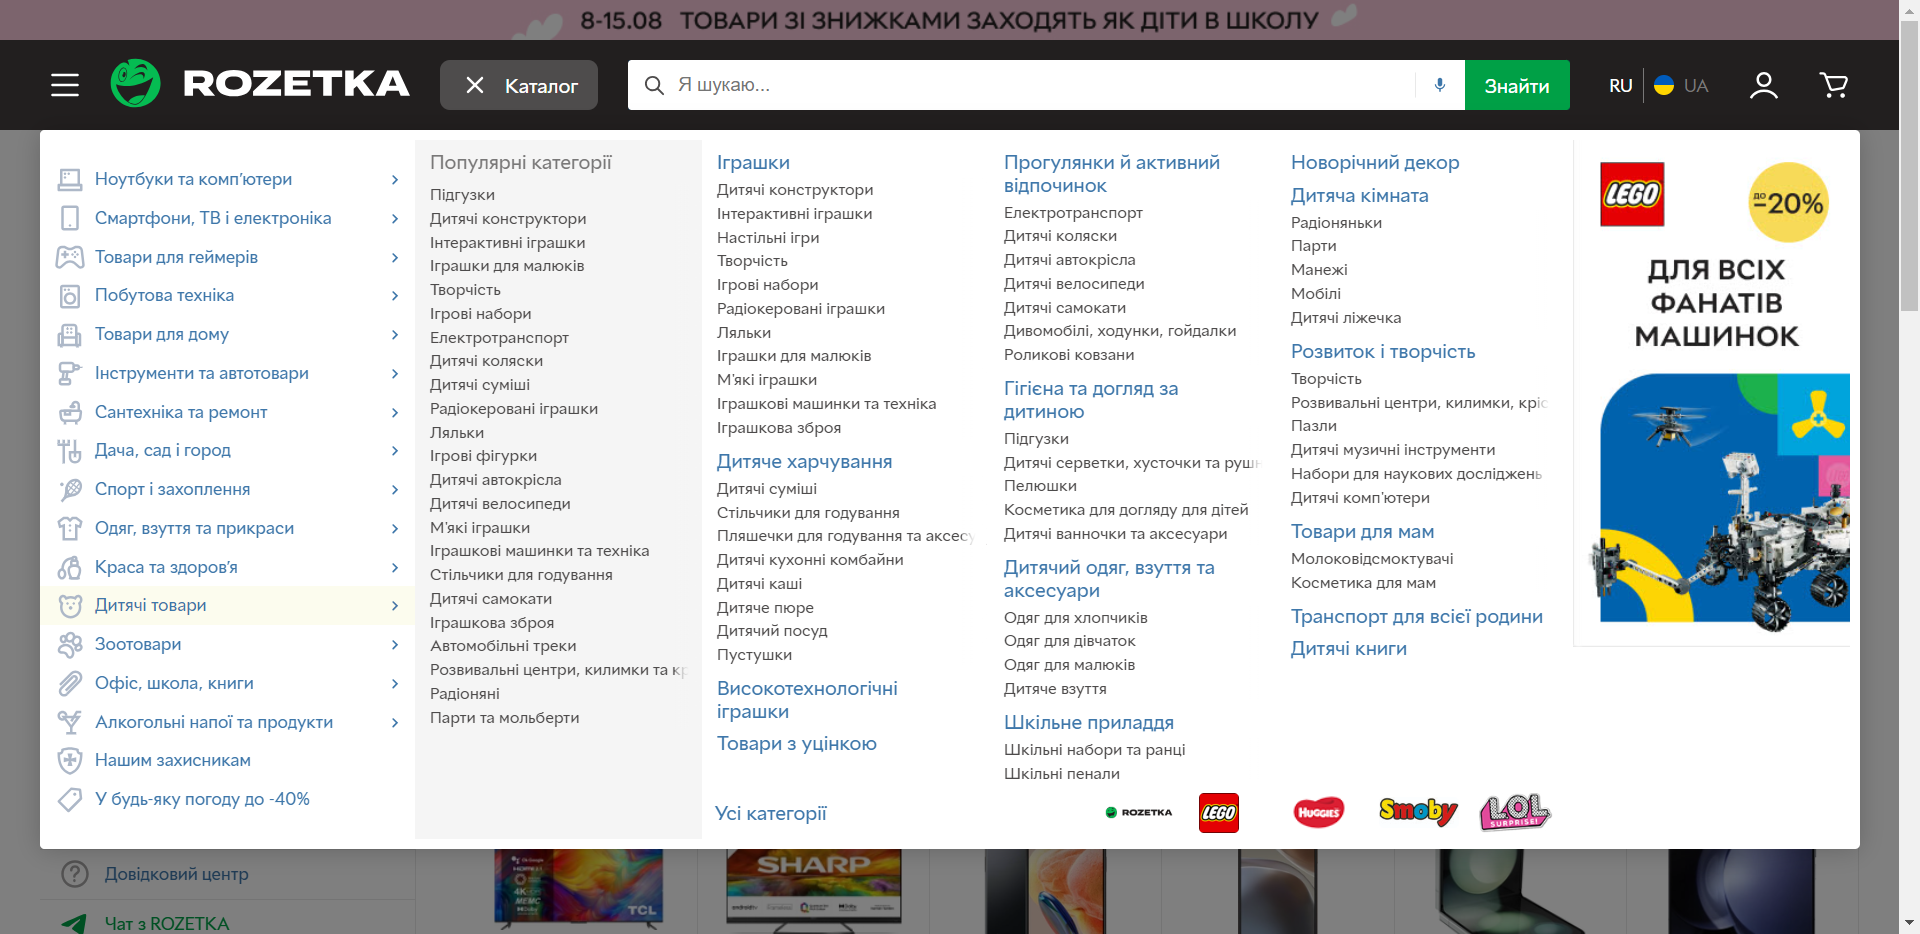 8-15.08 ТОВАРИ ЗІ ЗНИЖКАМИ ЗАХОДЯТЬ ЯК ДІТИ В ШКОЛУ
ROZETKA
Каталог
Я шукаю...
Знайти
RU
UA
Ноутбуки та комп'ютери
Смартфони, ТВ і електроніка
Товари для геймерів
Побутова техніка
Товари для дому
Інструменти та автотовари
Сантехніка та ремонт
Дача, сад і город
Спорт і захоплення
Одяг, взуття та прикраси
Краса та здоров'я
Дитячі товари
Зоотовари
Офіс, школа, книги
Алкогольні напої та продукти
Нашим захисникам
У будь-яку погоду до -40%
Популярні категорії
Підгузки
Дитячі конструктори
Інтерактивні іграшки
Іграшки для малюків
Творчість
Ігрові набори
Електротранспорт
Дитячі коляски
Дитячі суміші
Радіокеровані іграшки
Ляльки
Ігрові фігурки
Дитячі автокрісла
Дитячі велосипеди
М'які іграшки
Іграшкові машинки та техніка
Стільчики для годування
Дитячі самокати
Іграшкова зброя
Автомобільні треки
Розвивальні центри, килимки та кр
Радіоняні
Парти та мольберти
Іграшки
Дитячі конструктори
Інтерактивні іграшки
Настільні ігри
Творчість
Ігрові набори
Радіокеровані іграшки
Ляльки
Іграшки для малюків
М'які іграшки
Іграшкові машинки та техніка
Іграшкова зброя
Дитяче харчування
Дитячі суміші
Стільчики для годування
Пляшечки для годування та аксесу
Дитячі кухонні комбайни
Дитячі каші
Дитяче пюре
Дитячий посуд
Пустушки
Високотехнологічні
іграшки
Товари з уцінкою
Прогулянки й активний
відпочинок
Електротранспорт
Дитячі коляски
Дитячі автокрісла
Дитячі велосипеди
Дитячі самокати
Дивомобілі, ходунки, гойдалки
Роликові ковзани
Гігієна та догляд за
дитиною
Підгузки
Дитячі серветки, хусточки та руш
Пелюшки
Косметика для догляду для дітей
Дитячі ванночки та аксесуари
Дитячий одяг, взуття та
аксесуари
Одяг для хлопчиків
Одяг для дівчаток
Одяг для малюків
Дитяче взуття
Шкільне приладдя
Шкільні набори та ранці
Шкільні пенали
Новорічний декор
Дитяча кімната
Радіоняньки
Парти
Манежі
Мобілі
Дитячі ліжечка
Розвиток і творчість
Творчість
Розвивальні центри, килимки, кріс
Пазли
Дитячі музичні інструменти
Набори для наукових досліджень
Дитячі комп'ютери
Товари для мам
Молоковідсмоктувачі
Косметика для мам
Транспорт для всієї родини
Дитячі книги
LEGO
ДО -20%
ДЛЯ ВСІХ
ФАНАТІВ
МАШИНОК
Усі категорії
ROZETKA
LEGO
HUGGIES
Smoby
L.O.L.
SURPRISE!
Довідковий центр
Чат з ROZETKA
4K HDR
MEMC
TCL
SHARP